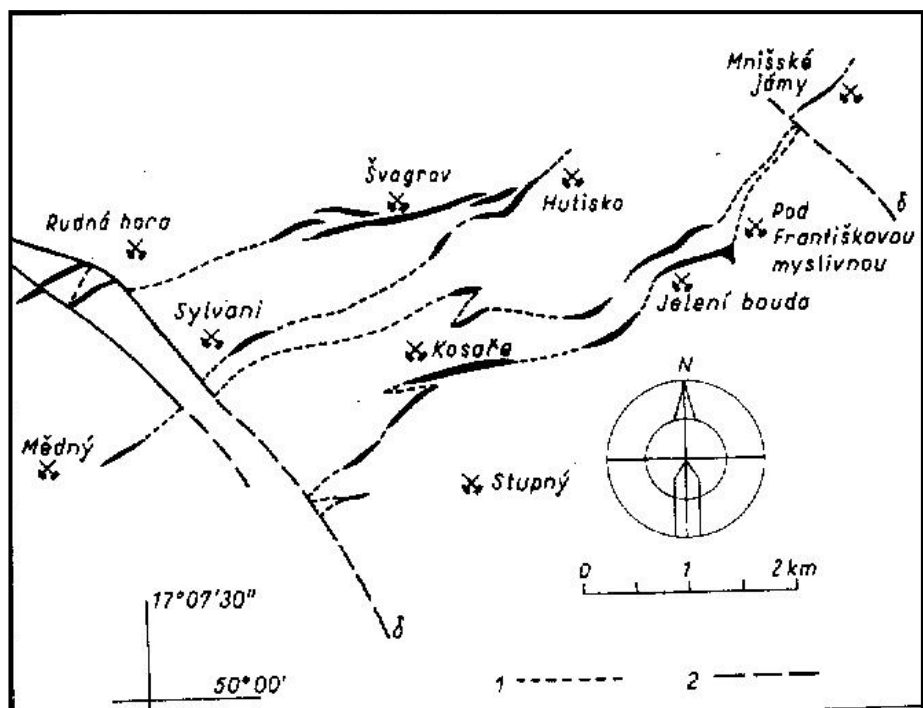 Mnišské
jámy
δ
Švagrov
Hutisko
Rudná hora
Pod
Františkovou
myslivnou
Sylvani
Jelení bouda
Kosaře
N
Mědný
Stupný
0 1 2 km
17°07'30"
δ
50°00'
1
2